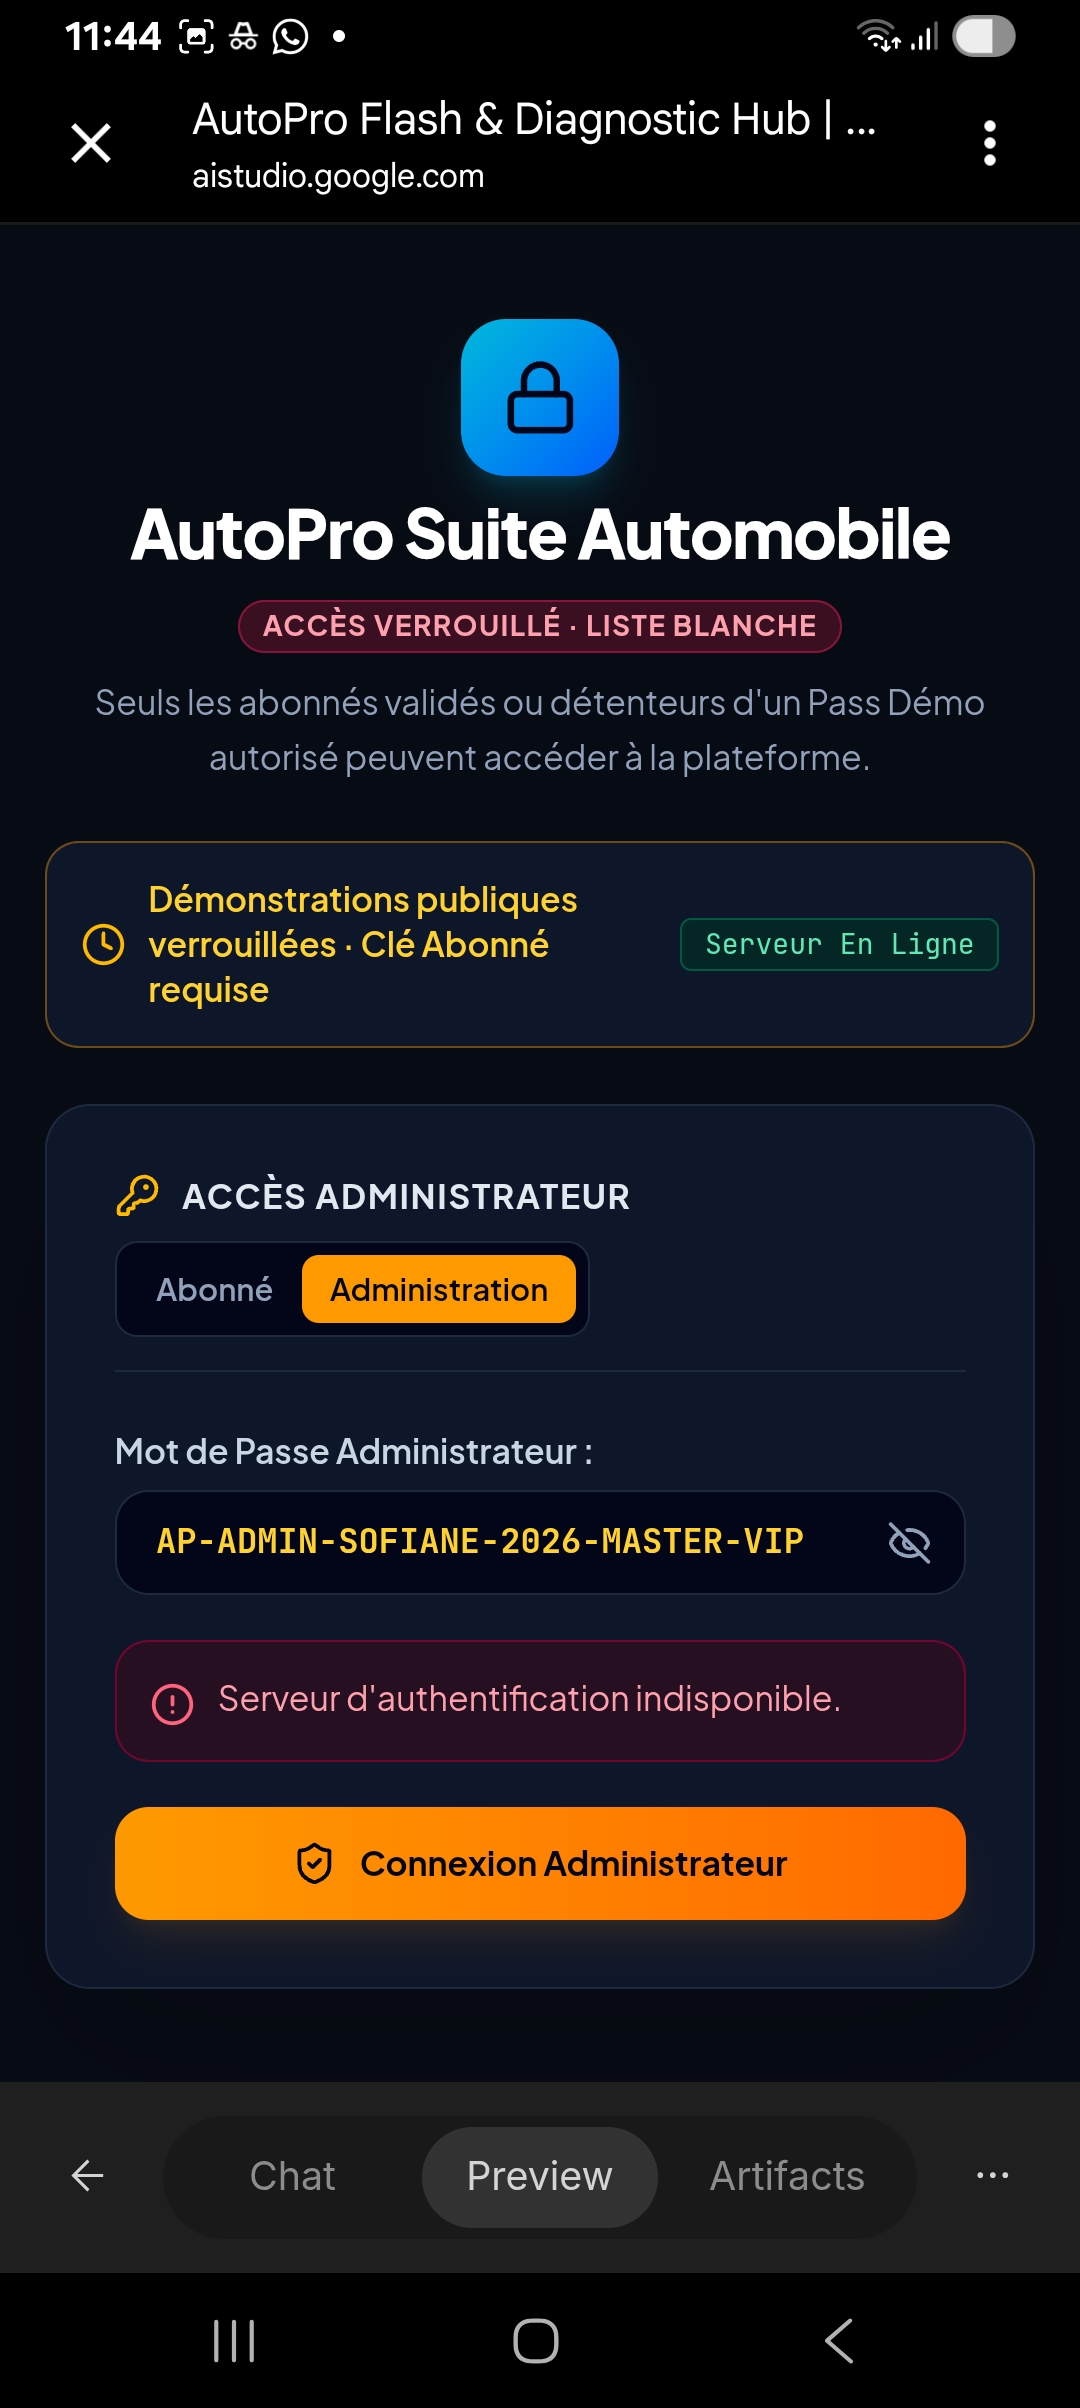 11:44
AutoPro Flash & Diagnostic Hub | ...
aistudio.google.com
AutoPro Suite Automobile
ACCÈS VERROUILLÉ · LISTE BLANCHE
Seuls les abonnés validés ou détenteurs d'un Pass Démo
autorisé peuvent accéder à la plateforme.
Démonstrations publiques
verrouillées · Clé Abonné
requise
Serveur En Ligne
ACCÈS ADMINISTRATEUR
Abonné
Administration
Mot de Passe Administrateur :
AP-ADMIN-SOFIANE-2026-MASTER-VIP
Serveur d'authentification indisponible.
Connexion Administrateur
Chat
Preview
Artifacts